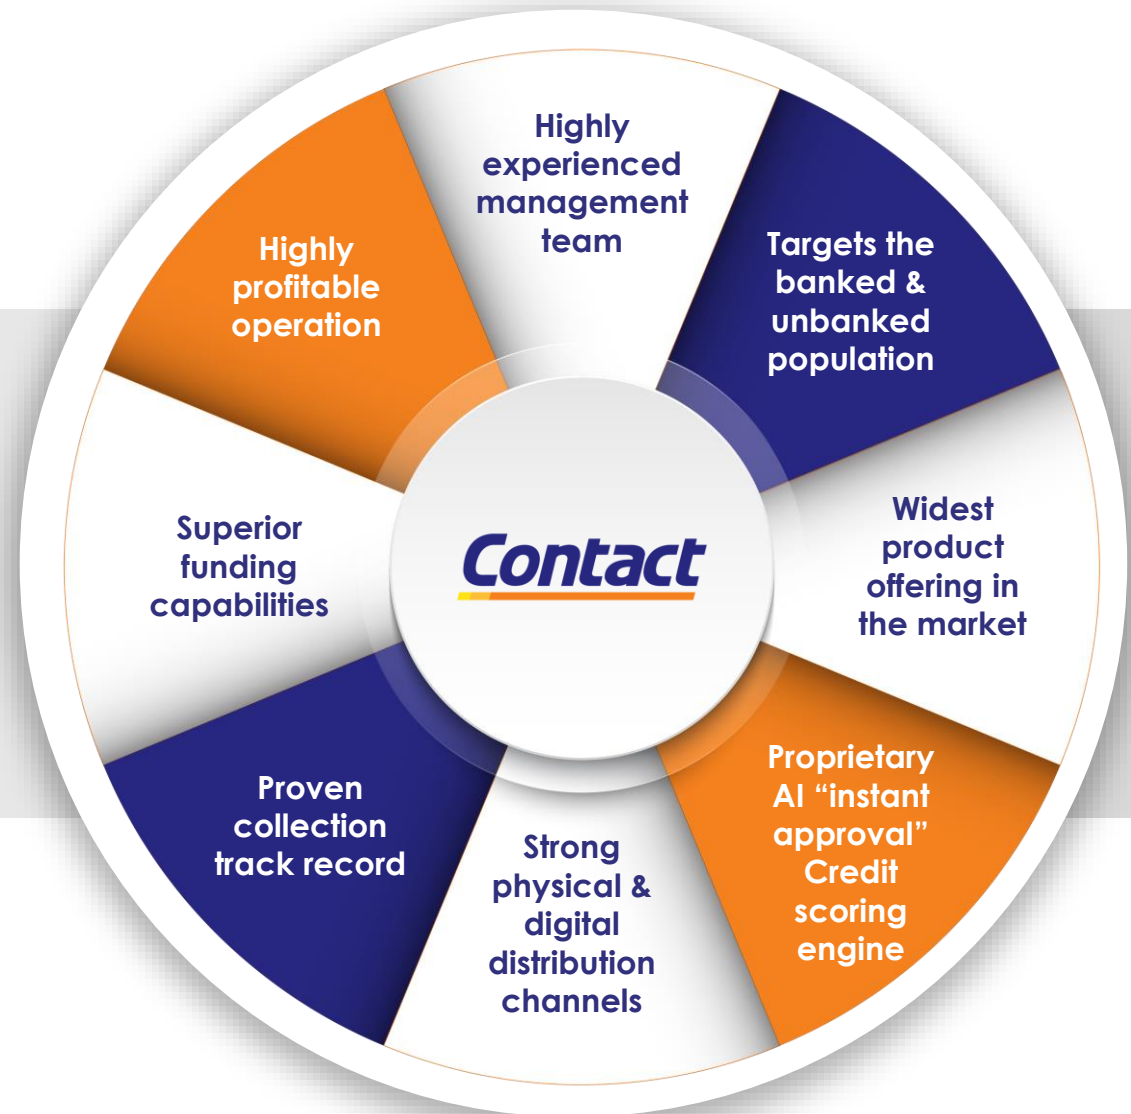 Highly
experienced
management
team
Targets the
banked &
unbanked
population
Widest
product
offering in
the market
Proprietary
AI “instant
approval”
Credit
scoring
engine
Strong
physical &
digital
distribution
channels
Proven
collection
track record
Superior
funding
capabilities
Highly
profitable
operation
Contact